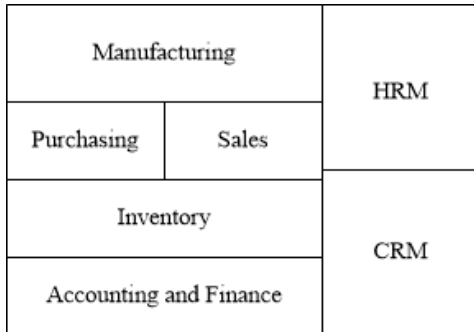 Manufacturing
HRM
Purchasing
Sales
Inventory
CRM
Accounting and Finance